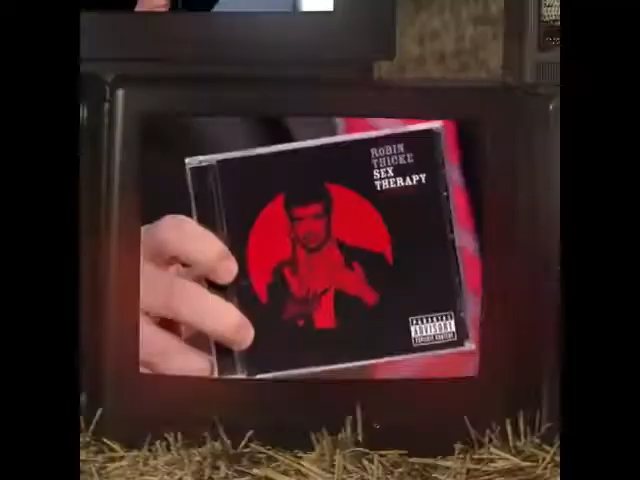 ROBIN
THICKE
SEX
THERAPY
PARENTAL
ADVISORY
EXPLICIT CONTENT